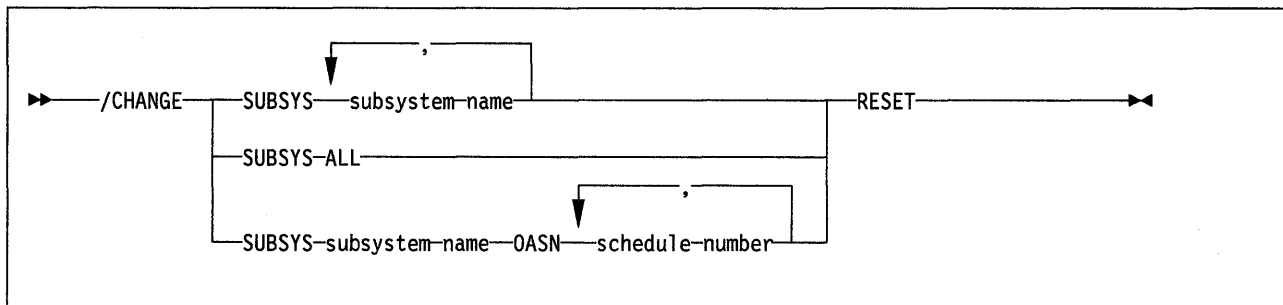 ,
/CHANGE SUBSYS subsystem name RESET
SUBSYS ALL
,
SUBSYS subsystem name OASN schedule number